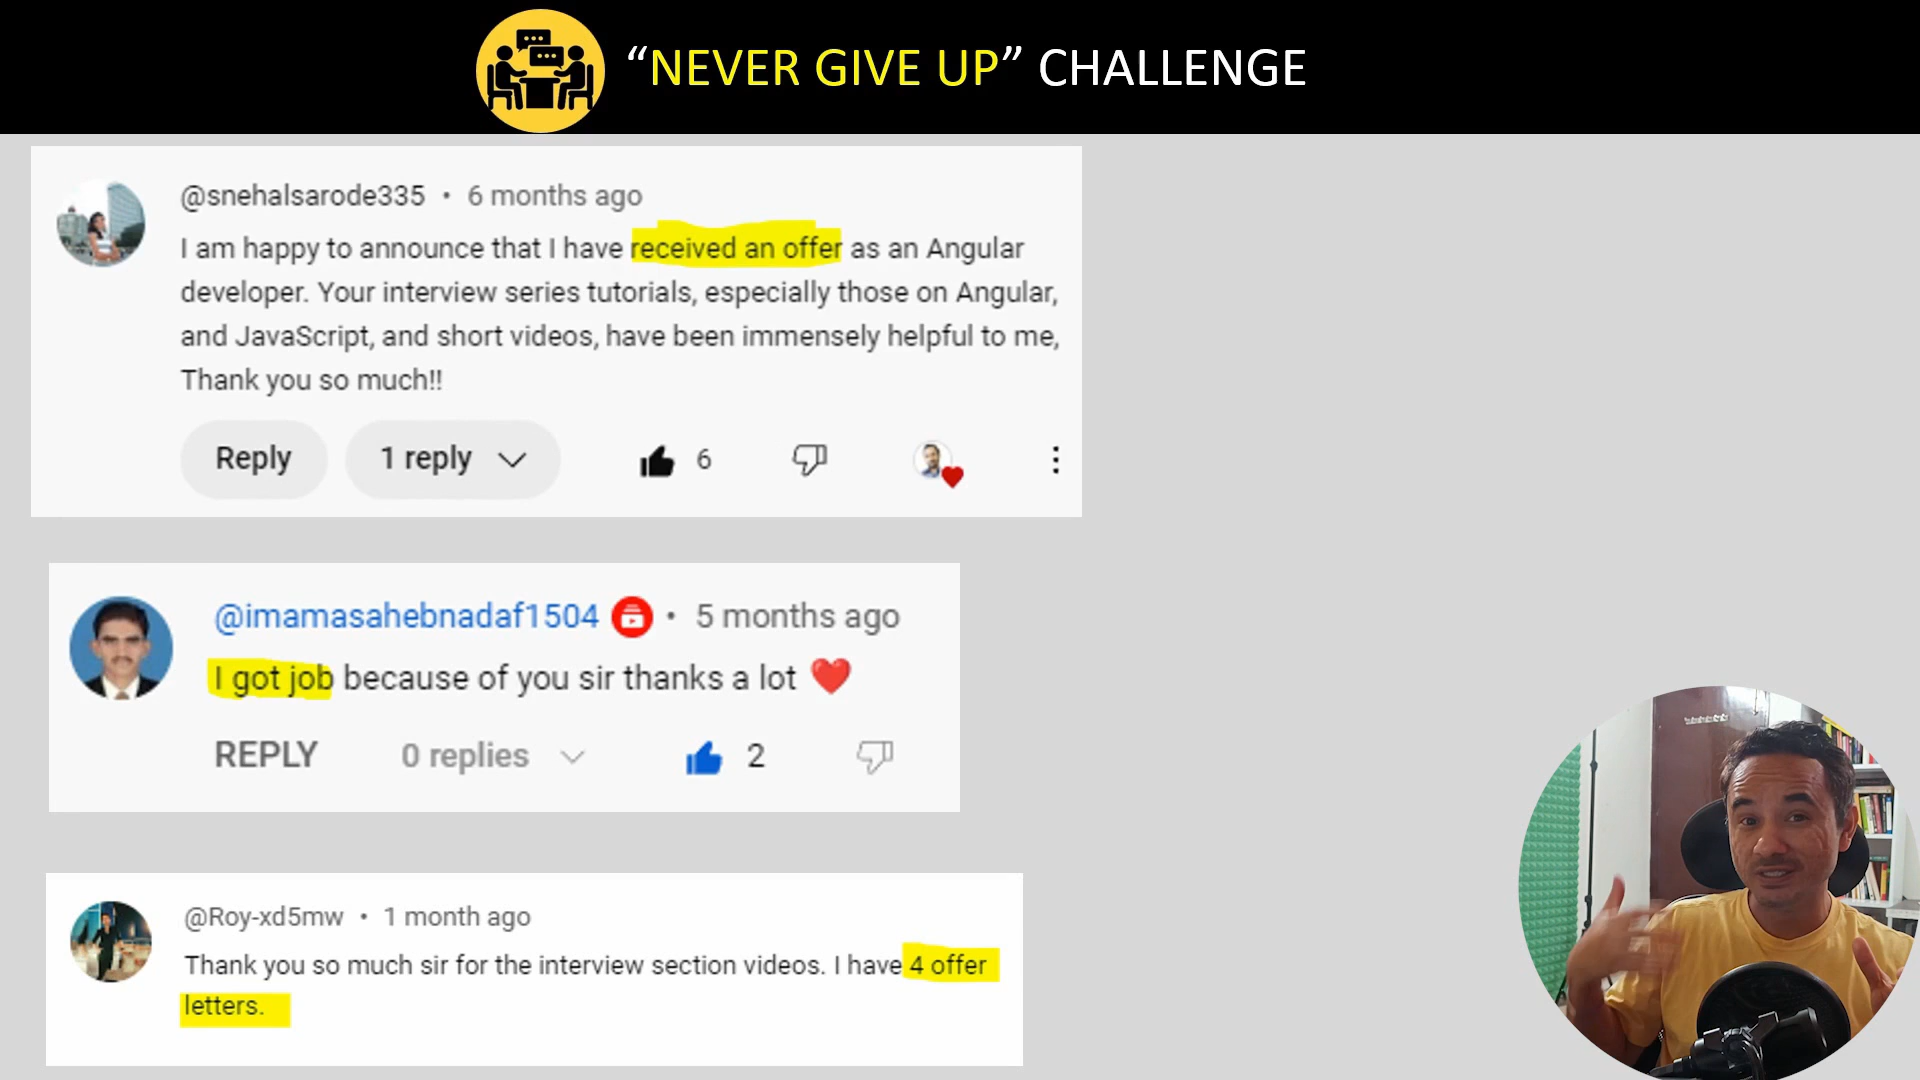 “NEVER GIVE UP” CHALLENGE
@snehalsarode335 • 6 months ago
I am happy to announce that I have received an offer as an Angular
developer. Your interview series tutorials, especially those on Angular,
and JavaScript, and short videos, have been immensely helpful to me,
Thank you so much!!
Reply 1 reply 6
@imamasahebnadaf1504 • 5 months ago
I got job because of you sir thanks a lot ❤️
REPLY 0 replies 2
@Roy-xd5mw • 1 month ago
Thank you so much sir for the interview section videos. I have 4 offer
letters.